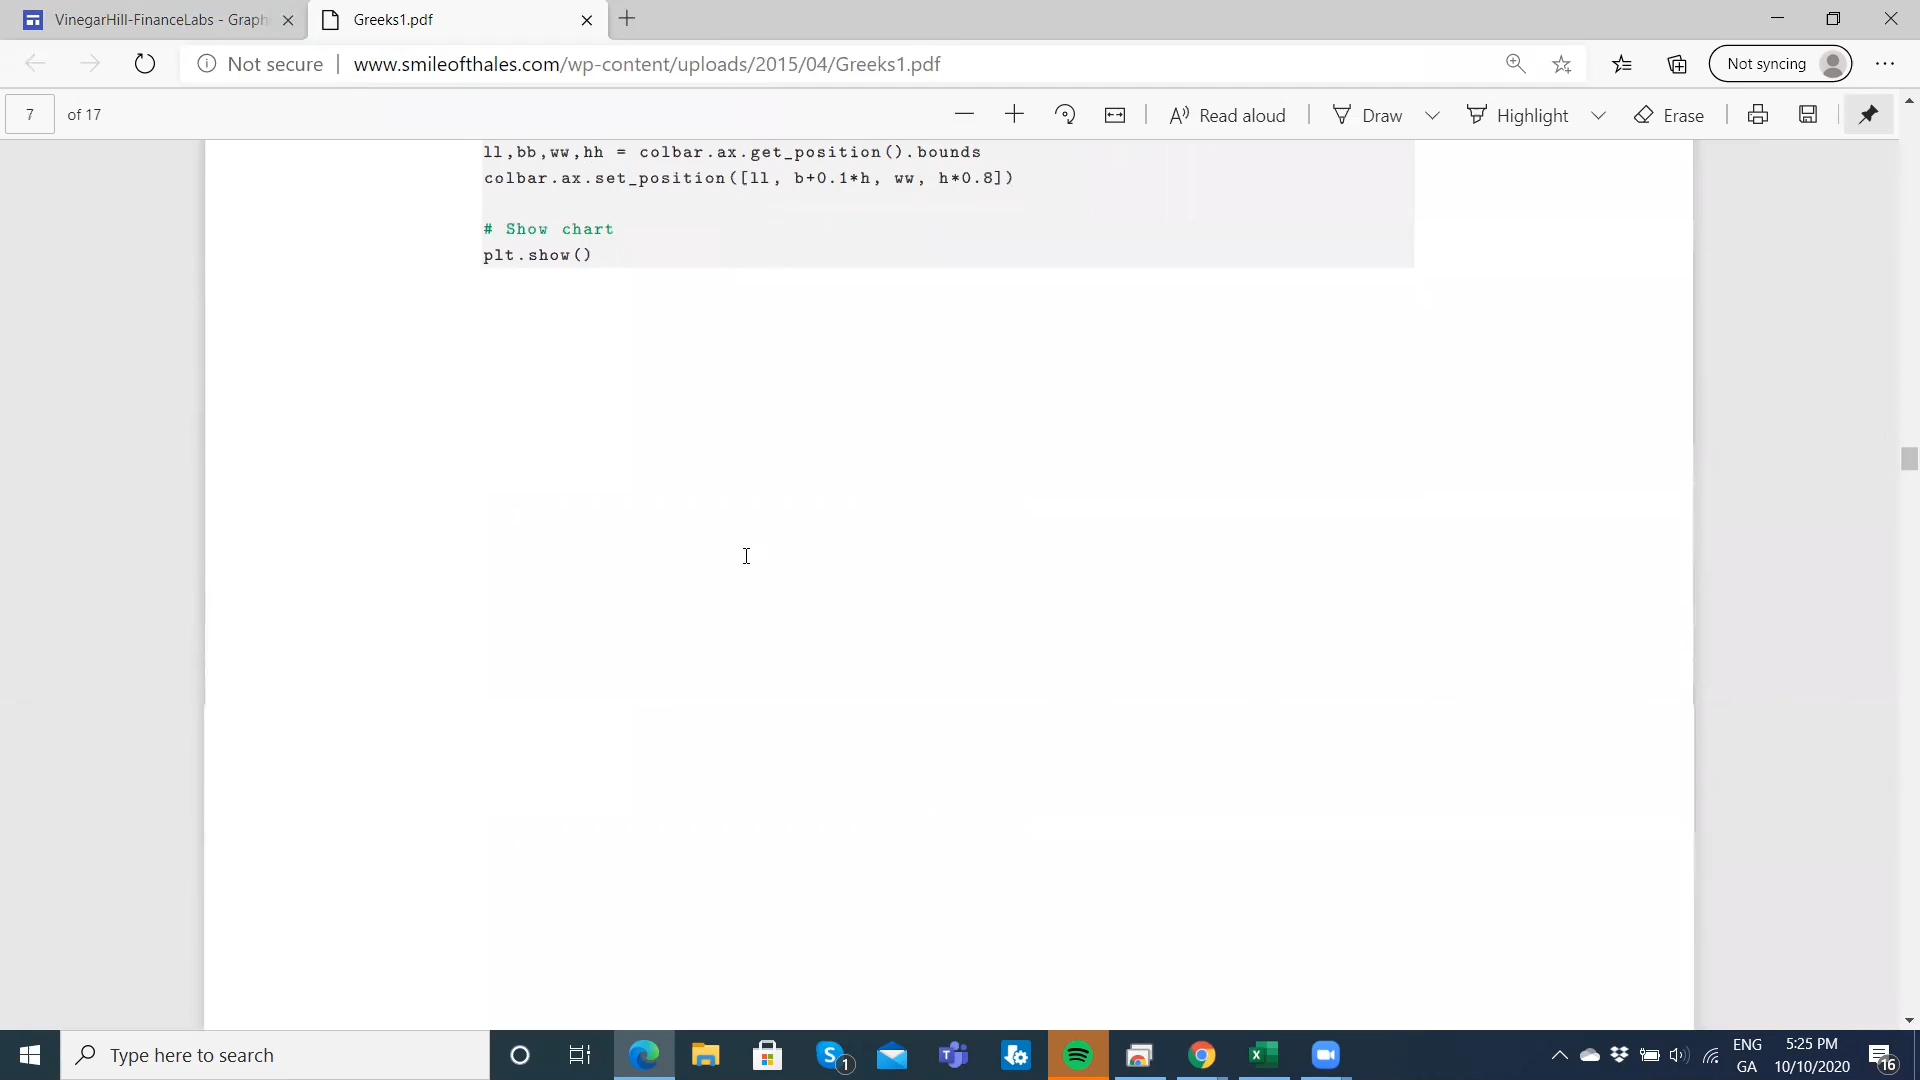 VinegarHill-FinanceLabs - Graph
Greeks1.pdf
Not secure
www.smileofthales.com/wp-content/uploads/2015/04/Greeks1.pdf
Not syncing
7
of 17
Read aloud
Draw
Highlight
Erase
ll,bb,ww,hh = colbar.ax.get_position().bounds
colbar.ax.set_position([ll, b+0.1*h, ww, h*0.8])
# Show chart
plt.show()
Type here to search
1
ENG
GA
5:25 PM
10/10/2020
16